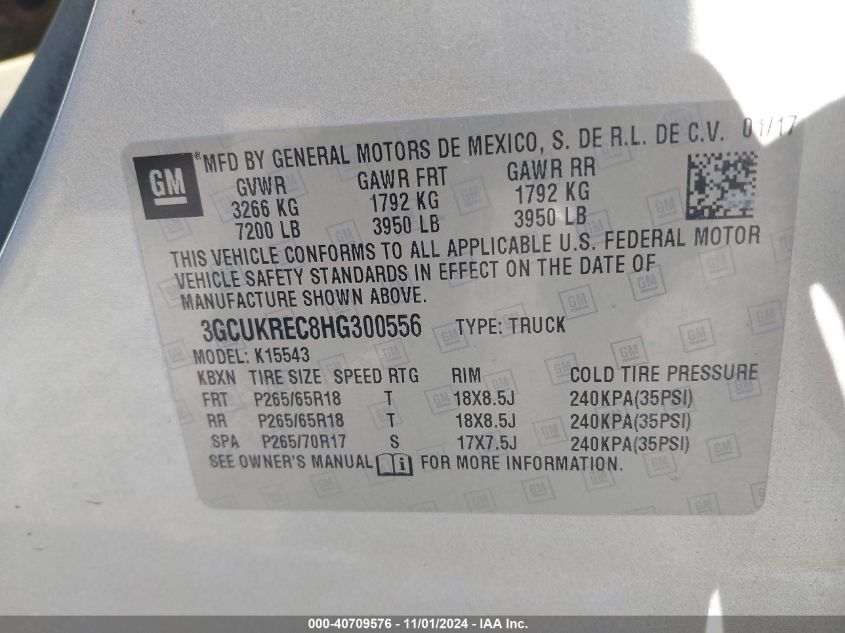 GM ® MFD BY GENERAL MOTORS DE MEXICO, S. DE R.L. DE C.V. 01/17
GVWR GAWR FRT GAWR RR
3266 KG 1792 KG 1792 KG
7200 LB 3950 LB 3950 LB
THIS VEHICLE CONFORMS TO ALL APPLICABLE U.S. FEDERAL MOTOR
VEHICLE SAFETY STANDARDS IN EFFECT ON THE DATE OF
MANUFACTURE SHOWN ABOVE.
3GCUKREC8HG300556 TYPE: TRUCK
MODEL: K15543
KBXN TIRE SIZE SPEED RTG RIM COLD TIRE PRESSURE
FRT P265/65R18 T 18X8.5J 240KPA(35PSI)
RR P265/65R18 T 18X8.5J 240KPA(35PSI)
SPA P265/70R17 S 17X7.5J 240KPA(35PSI)
SEE OWNER'S MANUAL FOR MORE INFORMATION.
000-40709576 - 11/01/2024 - IAA Inc.